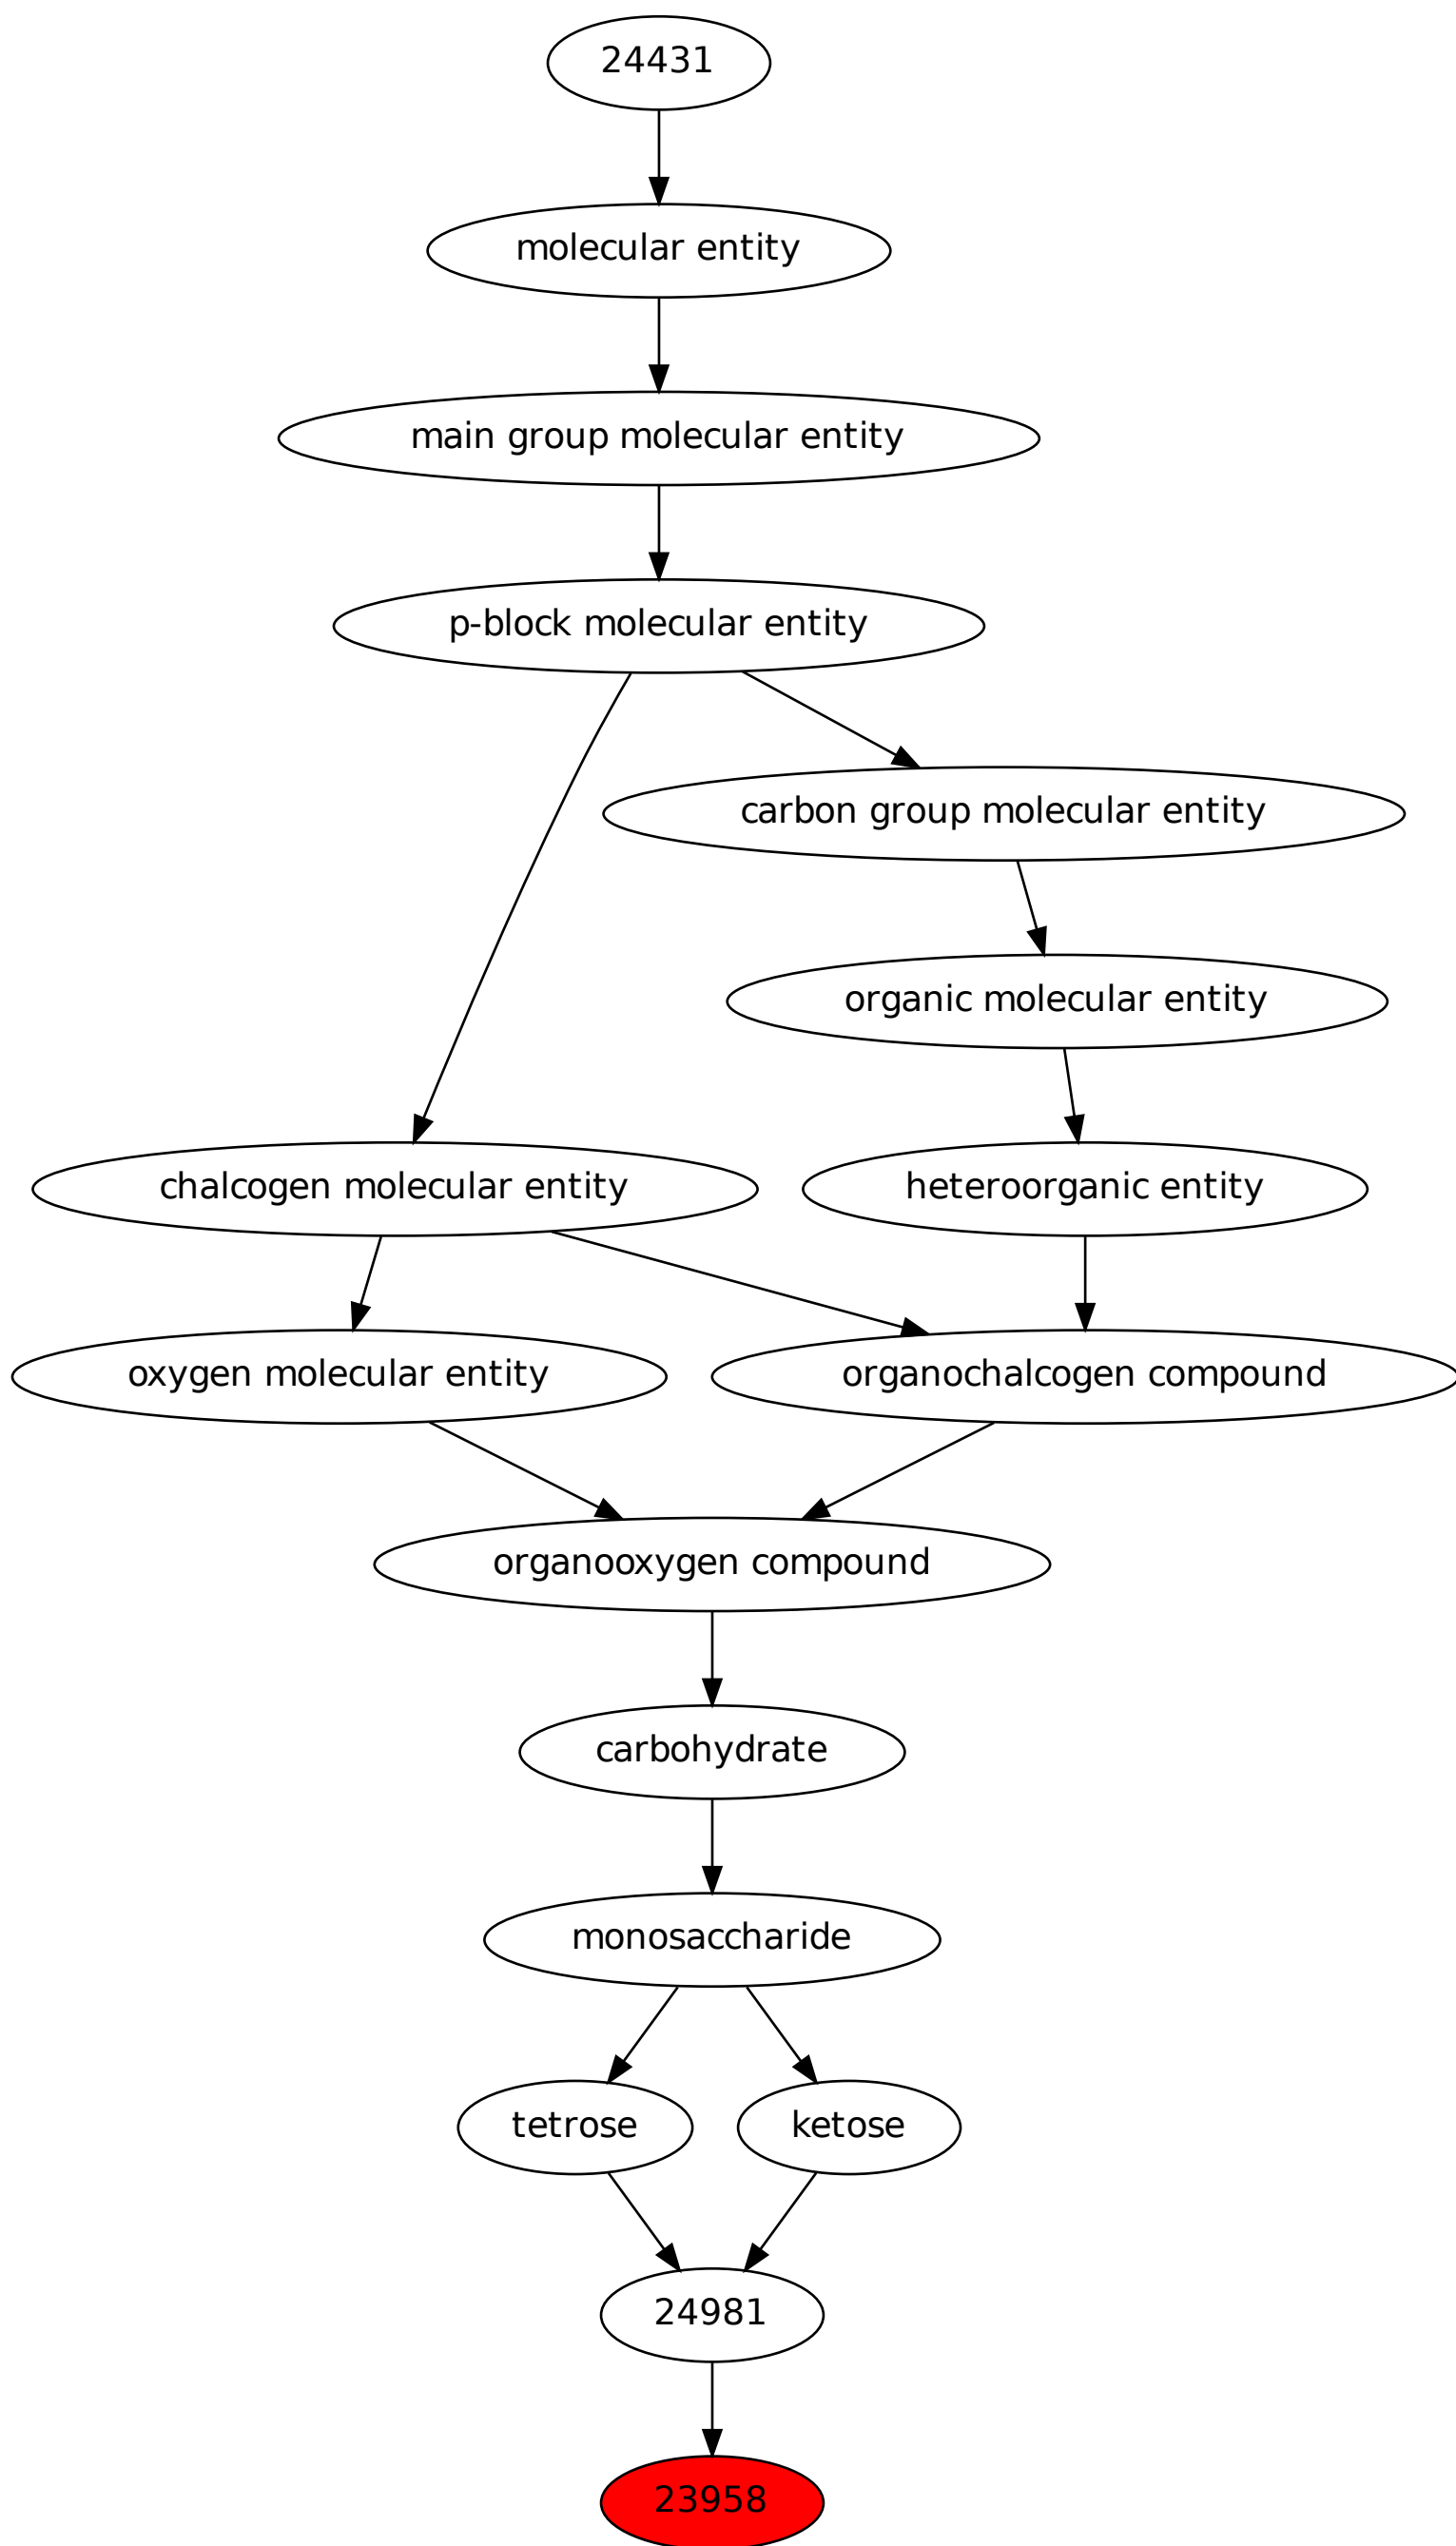 24431
molecular entity
main group molecular entity
p-block molecular entity
carbon group molecular entity
organic molecular entity
chalcogen molecular entity
heteroorganic entity
oxygen molecular entity
organochalcogen compound
organooxygen compound
carbohydrate
monosaccharide
tetrose
ketose
24981
23958